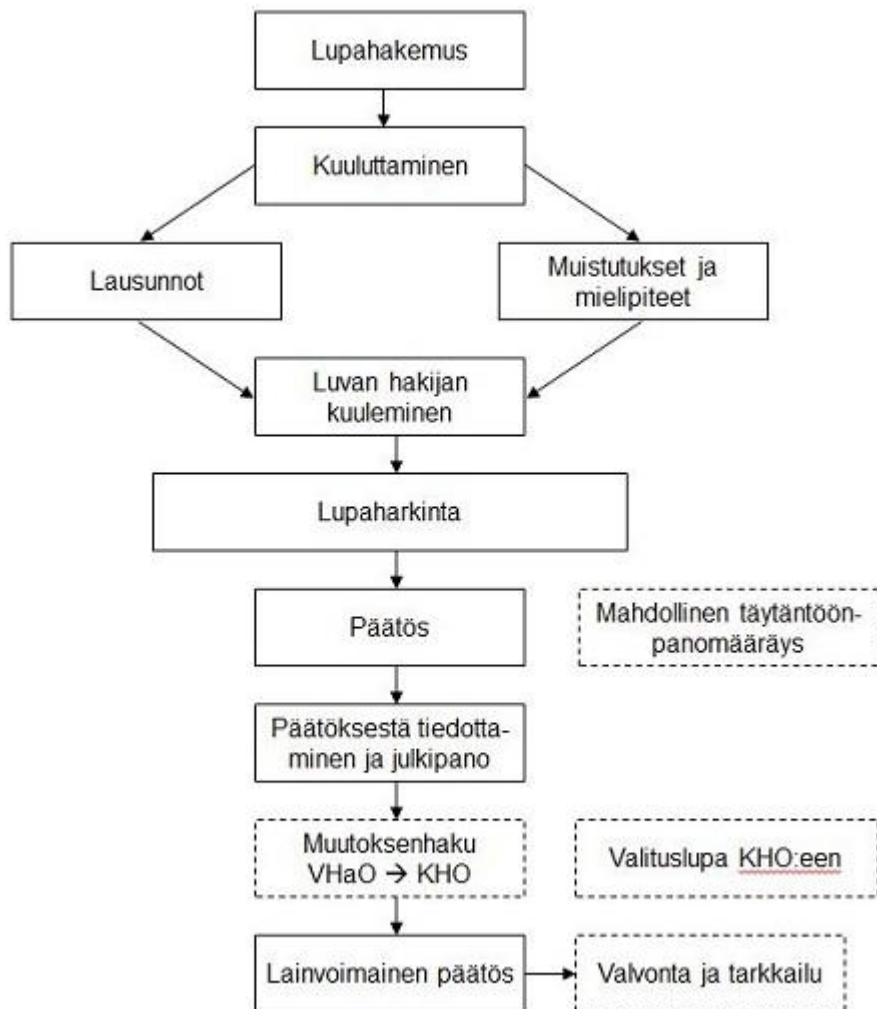 Lupahakemus
Kuuluttaminen
Lausunnot
Muistutukset ja
mielipiteet
Luvan hakijan
kuuleminen
Lupaharkinta
Päätös
Mahdollinen täytäntöön-
panomääräys
Päätöksestä tiedotta-
minen ja julkipano
Muutoksenhaku
VHaO → KHO
Valituslupa KHO:een
Lainvoimainen päätös
Valvonta ja tarkkailu